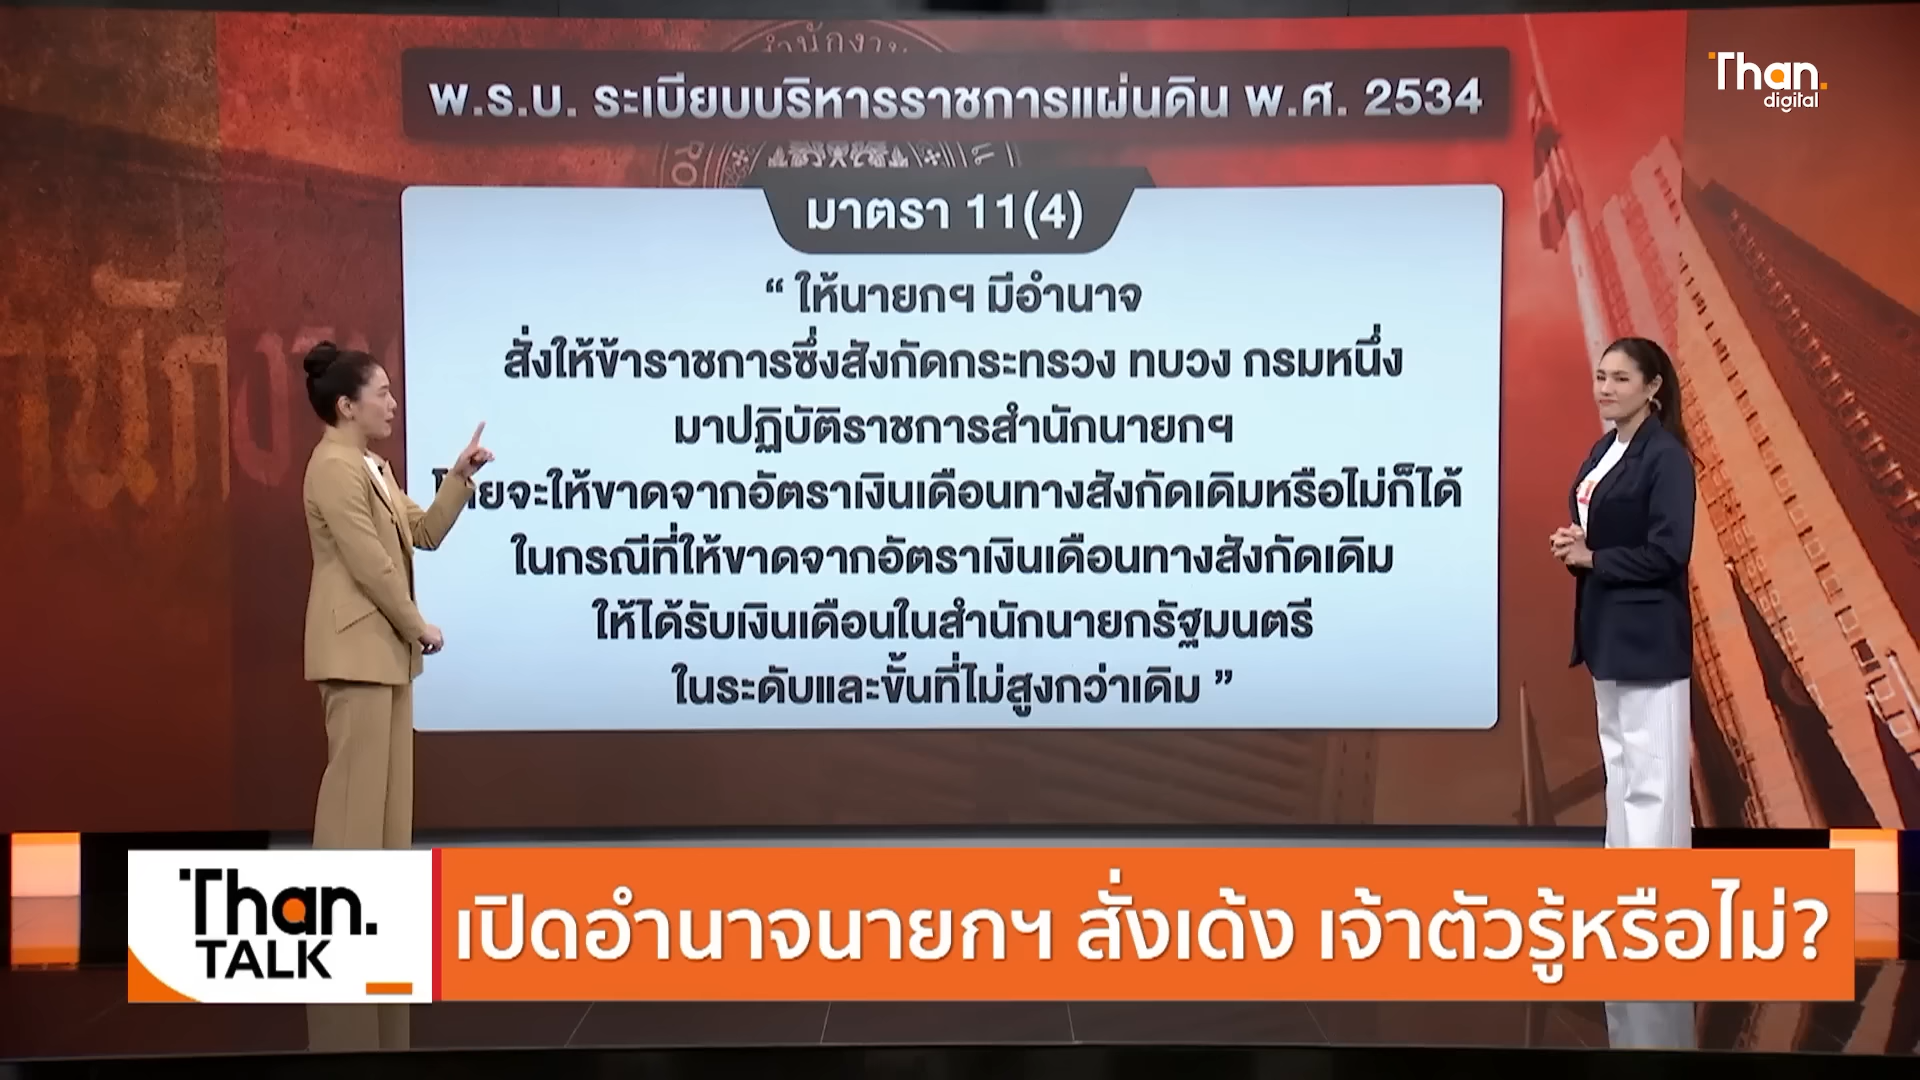 สำนักงาน
พ.ร.บ. ระเบียบบริหารราชการแผ่นดิน พ.ศ. 2534
Than.
digital
มาตรา 11(4)
“ ให้นายกฯ มีอำนาจ
สั่งให้ข้าราชการซึ่งสังกัดกระทรวง ทบวง กรมหนึ่ง
มาปฏิบัติราชการสำนักนายกฯ
โดยจะให้ขาดจากอัตราเงินเดือนทางสังกัดเดิมหรือไม่ก็ได้
ในกรณีที่ให้ขาดจากอัตราเงินเดือนทางสังกัดเดิม
ให้ได้รับเงินเดือนในสำนักนายกรัฐมนตรี
ในระดับและขั้นที่ไม่สูงกว่าเดิม ”
Than.
TALK
เปิดอำนาจนายกฯ สั่งเด้ง เจ้าตัวรู้หรือไม่?